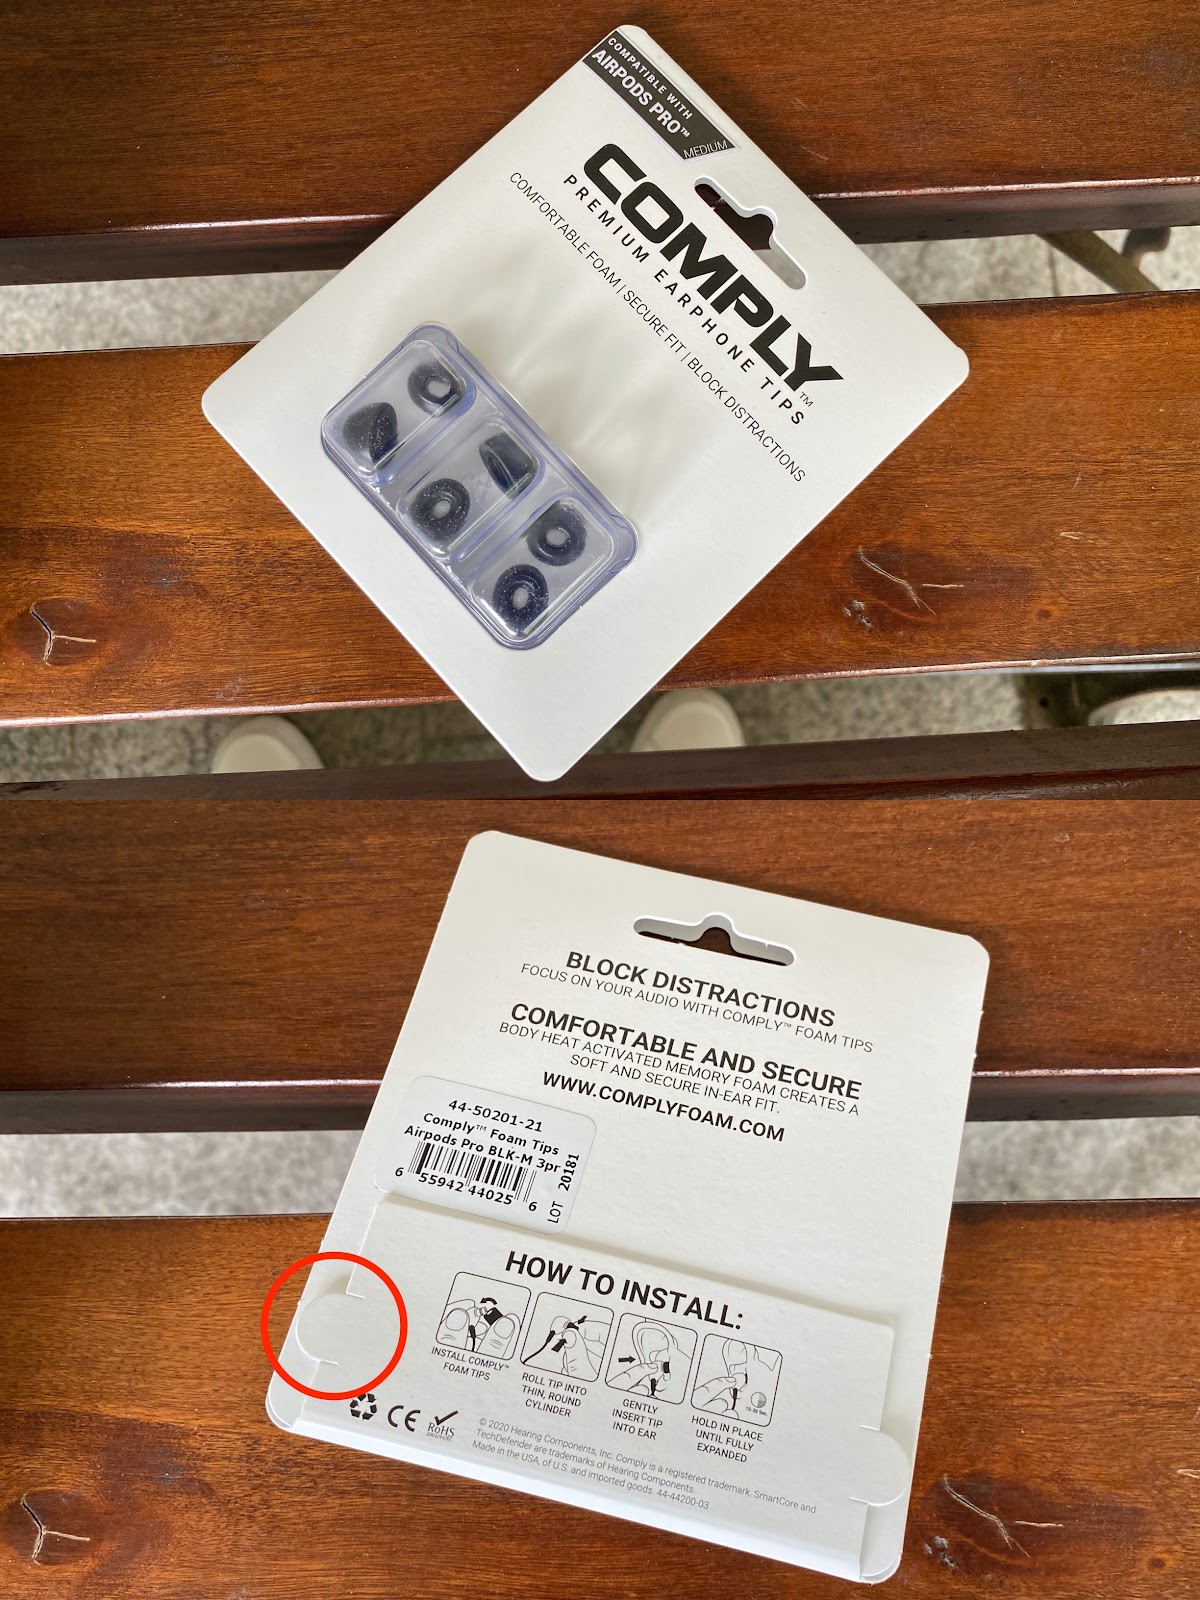 COMPATIBLE WITH
AIRPODS PRO™
MEDIUM
COMPLY™
PREMIUM EARPHONE TIPS
COMFORTABLE FOAM | SECURE FIT | BLOCK DISTRACTIONS
BLOCK DISTRACTIONS
FOCUS ON YOUR AUDIO WITH COMPLY™ FOAM TIPS
COMFORTABLE AND SECURE
BODY HEAT ACTIVATED MEMORY FOAM CREATES A
SOFT AND SECURE IN-EAR FIT.
WWW.COMPLYFOAM.COM
44-50201-21
Comply™ Foam Tips
Airpods Pro BLK-M 3pr
6 55942 44025 6
LOT 20181
HOW TO INSTALL:
INSTALL COMPLY™
FOAM TIPS
ROLL TIP INTO
THIN, ROUND
CYLINDER
GENTLY
INSERT TIP
INTO EAR
15-30 Sec.
HOLD IN PLACE
UNTIL FULLY
EXPANDED
CE
RoHS
© 2020 Hearing Components, Inc. Comply is a registered trademark, SmartCore and
TechDefender are trademarks of Hearing Components.
Made in the USA, of U.S. and imported goods. 44-44200-03